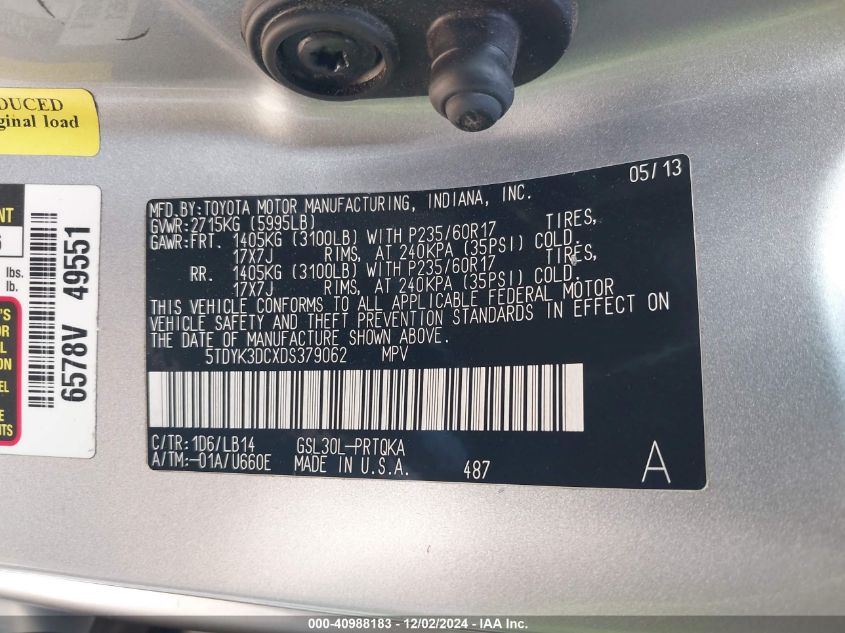 DUCED
ginal load
NT
lbs.
lb.
6578V 49551
05/13
MFD.BY:TOYOTA MOTOR MANUFACTURING, INDIANA, INC.
GVWR:2715KG (5995LB)
GAWR:FRT. 1405KG (3100LB) WITH P235/60R17 TIRES,
17X7J RIMS, AT 240KPA (35PSI) COLD.
RR. 1405KG (3100LB) WITH P235/60R17 TIRES,
17X7J RIMS, AT 240KPA (35PSI) COLD.
THIS VEHICLE CONFORMS TO ALL APPLICABLE FEDERAL MOTOR
VEHICLE SAFETY AND THEFT PREVENTION STANDARDS IN EFFECT ON
THE DATE OF MANUFACTURE SHOWN ABOVE.
5TDYK3DCXDS379062 MPV
C/TR:1D6/LB14 GSL30L-PRTQKA
A/TM:-01A/U660E MADE IN U.S.A. 487 A
000-40988183 - 12/02/2024 - IAA Inc.